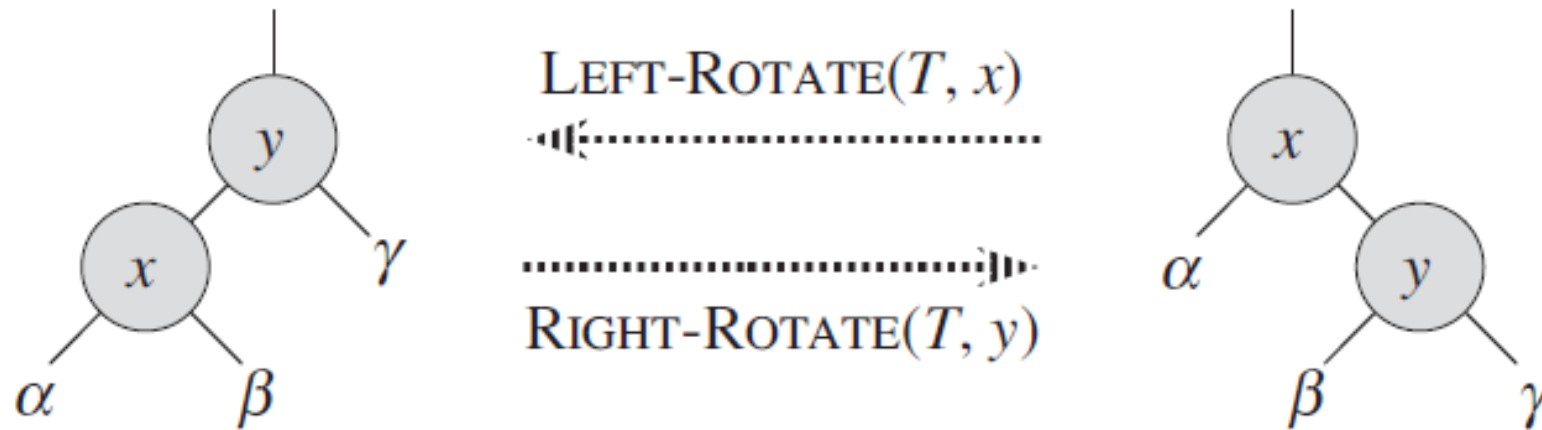 LEFT-ROTATE(T, x)
y
x
x
γ
α
y
RIGHT-ROTATE(T, y)
α
β
β
γ